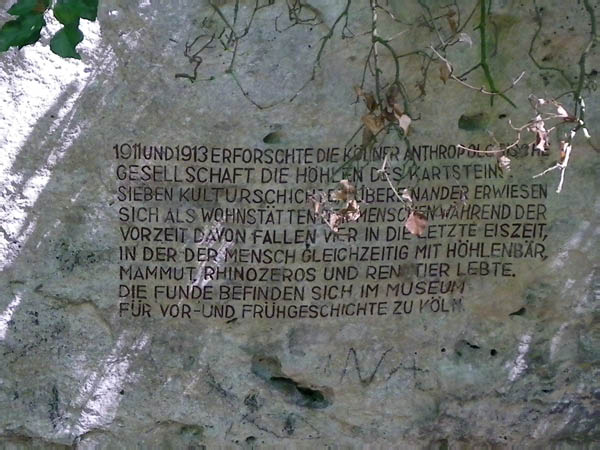 1911 UND 1913 ERFORSCHTE DIE KÖLNER ANTHROPOLOGISCHE
GESELLSCHAFT DIE HÖHLEN DES KARTSTEINS
SIEBEN KULTURSCHICHTEN ÜBEREINANDER ERWIESEN
SICH ALS WOHNSTÄTTEN DES MENSCHEN WÄHREND DER
VORZEIT DAVON FALLEN VIER IN DIE LETZTE EISZEIT,
IN DER DER MENSCH GLEICHZEITIG MIT HÖHLENBÄR,
MAMMUT, RHINOZEROS UND RENNTIER LEBTE.
DIE FUNDE BEFINDEN SICH IM MUSEUM
FÜR VOR- UND FRÜHGESCHICHTE ZU KÖLN.